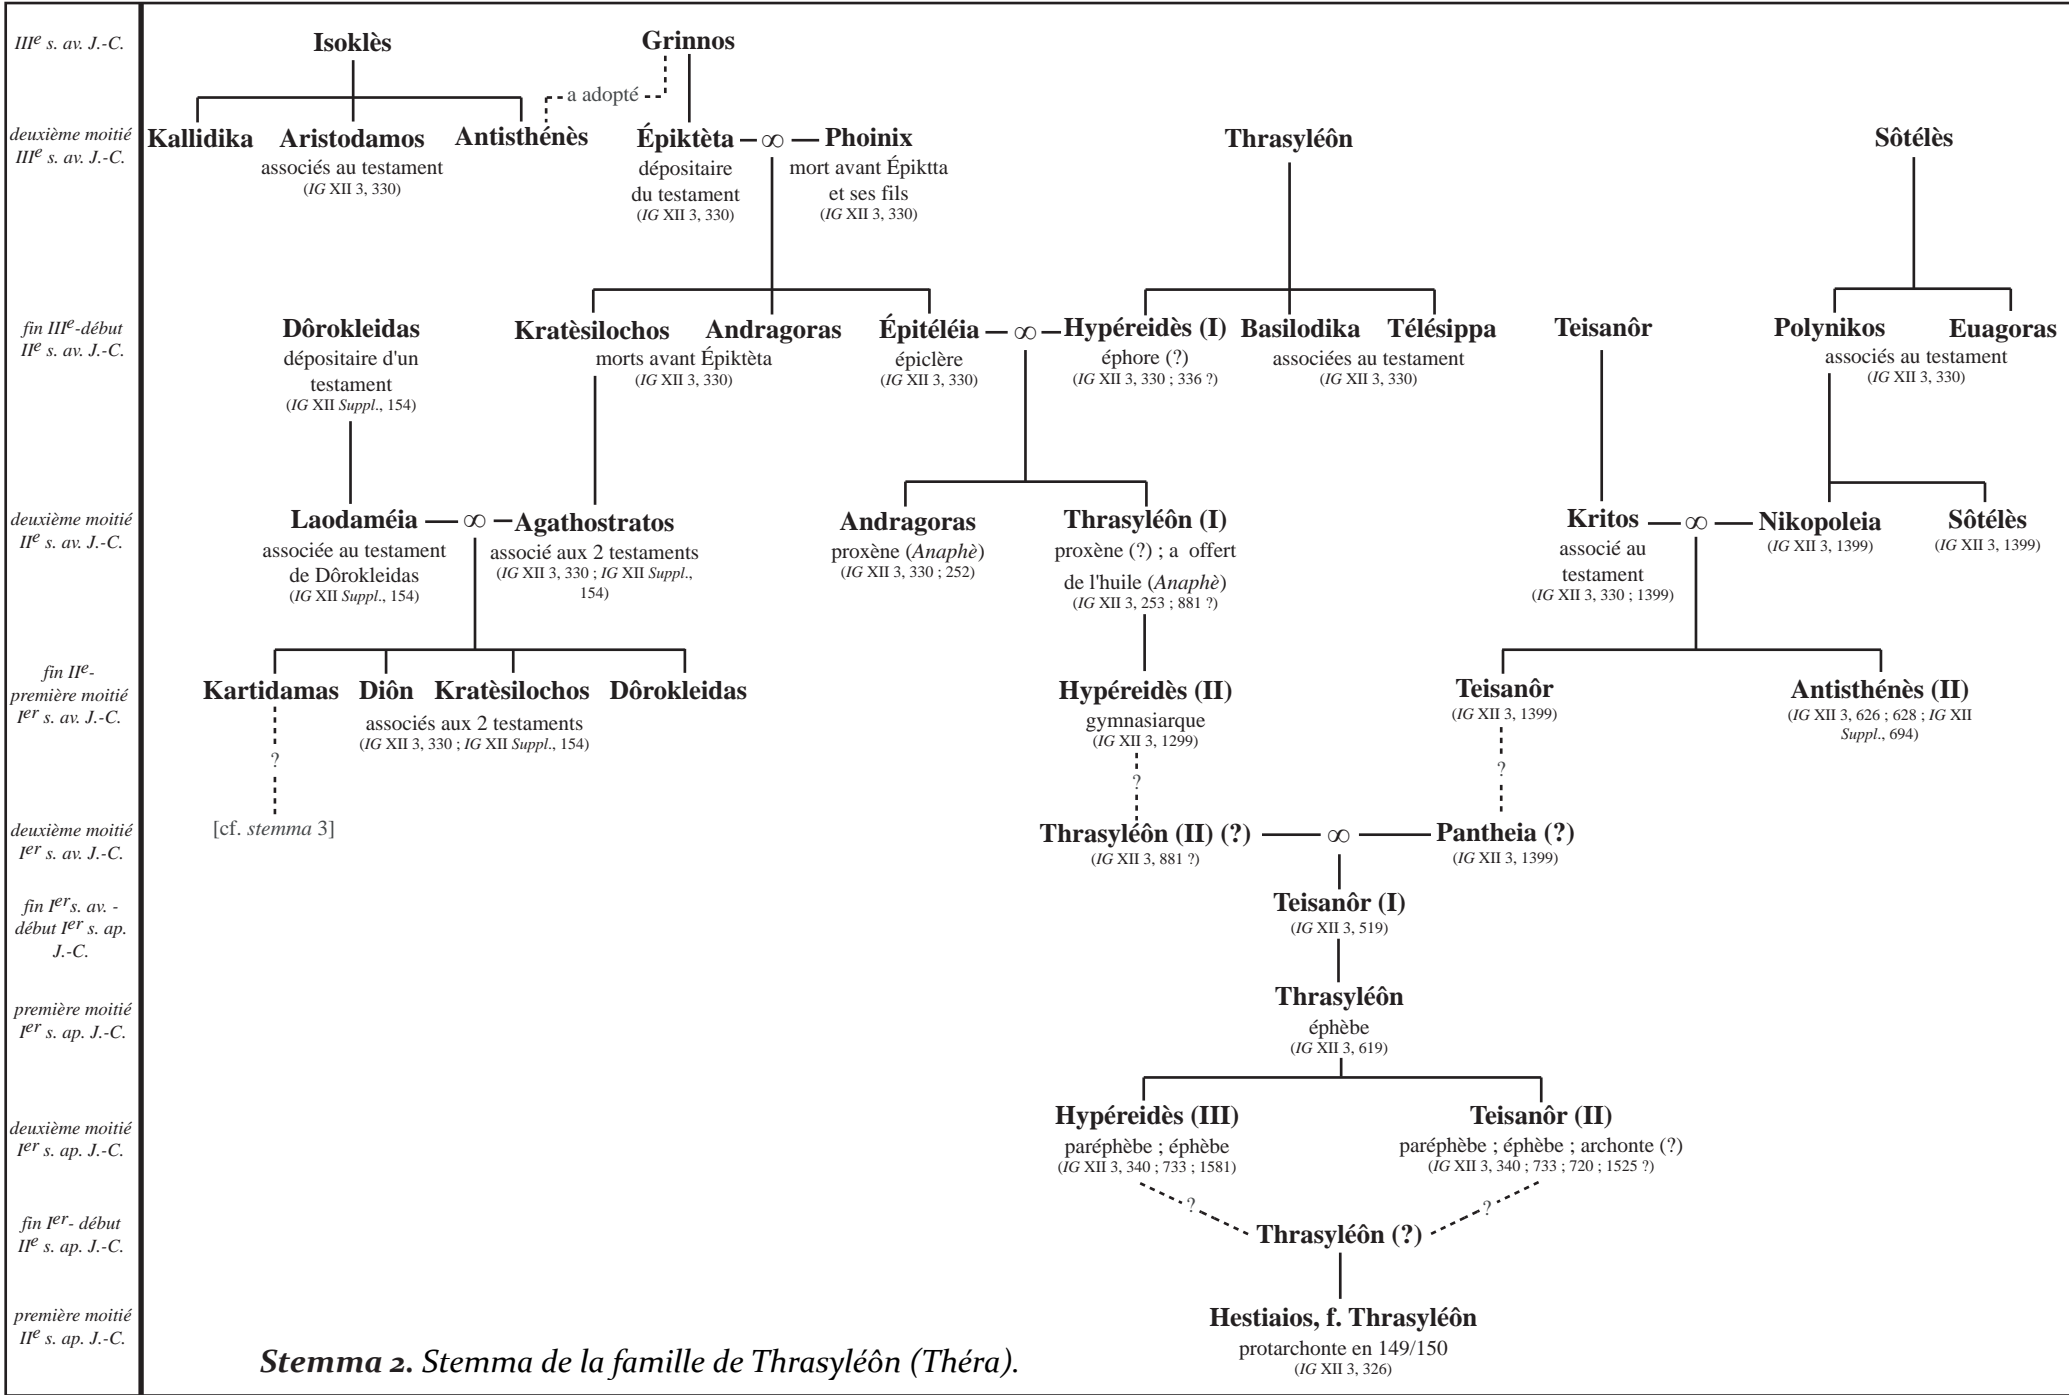 IIIe s. av. J.-C.
Isoklès
Grinnos
a adopté
deuxième moitié
IIIe s. av. J.-C.
Kallidika
Aristodamos
associés au testament
(IG XII 3, 330)
Antisthénès
Épiktèta
dépositaire
du testament
(IG XII 3, 330)
∞
Phoinix
mort avant Épiktta
et ses fils
(IG XII 3, 330)
Thrasyléôn
Sôtélès
fin IIIe-début
IIe s. av. J.-C.
Dôrokleidas
dépositaire d'un
testament
(IG XII Suppl., 154)
Kratèsilochos
Andragoras
morts avant Épiktèta
(IG XII 3, 330)
Épitéléia
épiclère
(IG XII 3, 330)
∞
Hypéreidès (I)
éphore (?)
(IG XII 3, 330 ; 336 ?)
Basilodika
Télésippa
associées au testament
(IG XII 3, 330)
Teisanôr
Polynikos
Euagoras
associés au testament
(IG XII 3, 330)
deuxième moitié
IIe s. av. J.-C.
Laodaméia
associée au testament
de Dôrokleidas
(IG XII Suppl., 154)
∞
Agathostratos
associé aux 2 testaments
(IG XII 3, 330 ; IG XII Suppl.,
154)
Andragoras
proxène (Anaphè)
(IG XII 3, 330 ; 252)
Thrasyléôn (I)
proxène (?) ; a offert
de l'huile (Anaphè)
(IG XII 3, 253 ; 881 ?)
Kritos
associé au
testament
(IG XII 3, 330 ; 1399)
∞
Nikopoleia
(IG XII 3, 1399)
Sôtélès
(IG XII 3, 1399)
fin IIe-
première moitié
Ier s. av. J.-C.
Kartidamas
?
Diôn
Kratèsilochos
Dôrokleidas
associés aux 2 testaments
(IG XII 3, 330 ; IG XII Suppl., 154)
Hypéreidès (II)
gymnasiarque
(IG XII 3, 1299)
?
Teisanôr
(IG XII 3, 1399)
?
Antisthénès (II)
(IG XII 3, 626 ; 628 ; IG XII
Suppl., 694)
deuxième moitié
Ier s. av. J.-C.
[cf. stemma 3]
Thrasyléôn (II) (?)
(IG XII 3, 881 ?)
∞
Pantheia (?)
(IG XII 3, 1399)
fin Ier s. av. -
début Ier s. ap.
J.-C.
Teisanôr (I)
(IG XII 3, 519)
première moitié
Ier s. ap. J.-C.
Thrasyléôn
éphèbe
(IG XII 3, 619)
deuxième moitié
Ier s. ap. J.-C.
Hypéreidès (III)
paréphèbe ; éphèbe
(IG XII 3, 340 ; 733 ; 1581)
Teisanôr (II)
paréphèbe ; éphèbe ; archonte (?)
(IG XII 3, 340 ; 733 ; 720 ; 1525 ?)
?
?
fin Ier- début
IIe s. ap. J.-C.
Thrasyléôn (?)
première moitié
IIe s. ap. J.-C.
Hestiaios, f. Thrasyléôn
protarchonte en 149/150
(IG XII 3, 326)
Stemma 2. Stemma de la famille de Thrasyléôn (Théra).